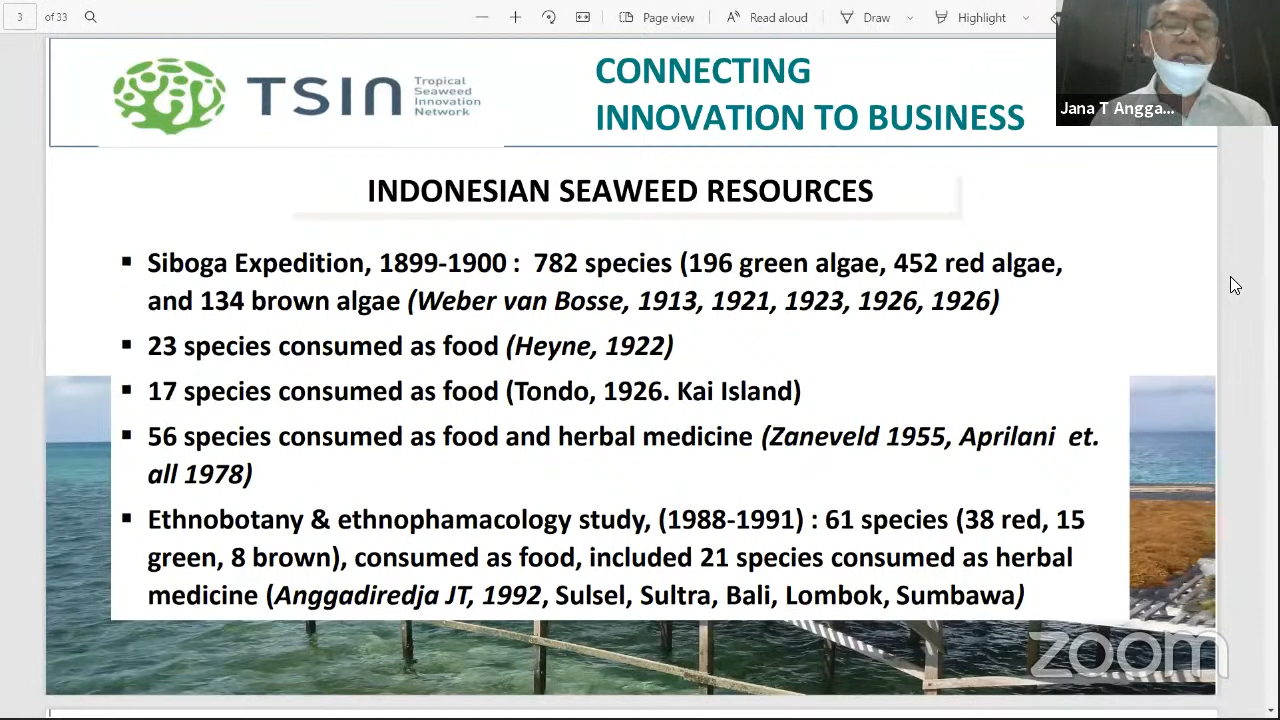 3 of 33
Page view
Read aloud
Draw
Highlight
TSIN
Tropical
Seaweed
Innovation
Network
CONNECTING
INNOVATION TO BUSINESS
Jana T Angga...
INDONESIAN SEAWEED RESOURCES
▪ Siboga Expedition, 1899-1900 : 782 species (196 green algae, 452 red algae,
and 134 brown algae (Weber van Bosse, 1913, 1921, 1923, 1926, 1926)
▪ 23 species consumed as food (Heyne, 1922)
▪ 17 species consumed as food (Tondo, 1926. Kai Island)
▪ 56 species consumed as food and herbal medicine (Zaneveld 1955, Aprilani et.
all 1978)
▪ Ethnobotany & ethnophamacology study, (1988-1991) : 61 species (38 red, 15
green, 8 brown), consumed as food, included 21 species consumed as herbal
medicine (Anggadiredja JT, 1992, Sulsel, Sultra, Bali, Lombok, Sumbawa)
zoom